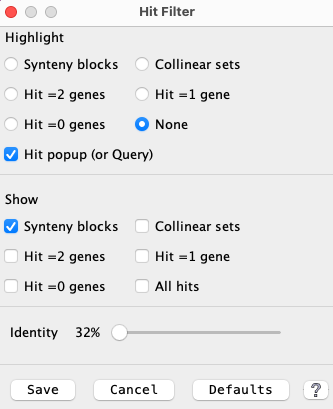 Hit Filter
Highlight
Synteny blocks Collinear sets
Hit =2 genes Hit =1 gene
Hit =0 genes None
Hit popup (or Query)
Show
Synteny blocks Collinear sets
Hit =2 genes Hit =1 gene
Hit =0 genes All hits
Identity 32%
Save Cancel Defaults ?